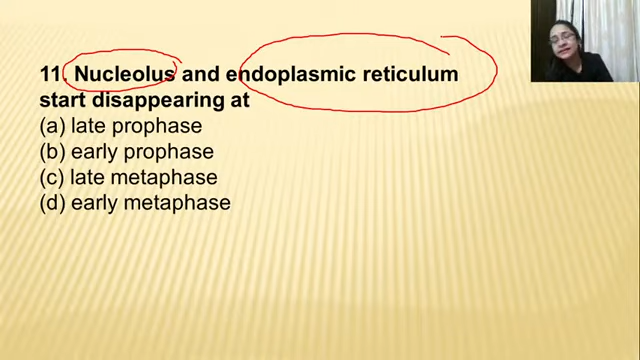 11. Nucleolus and endoplasmic reticulum
start disappearing at
(a) late prophase
(b) early prophase
(c) late metaphase
(d) early metaphase